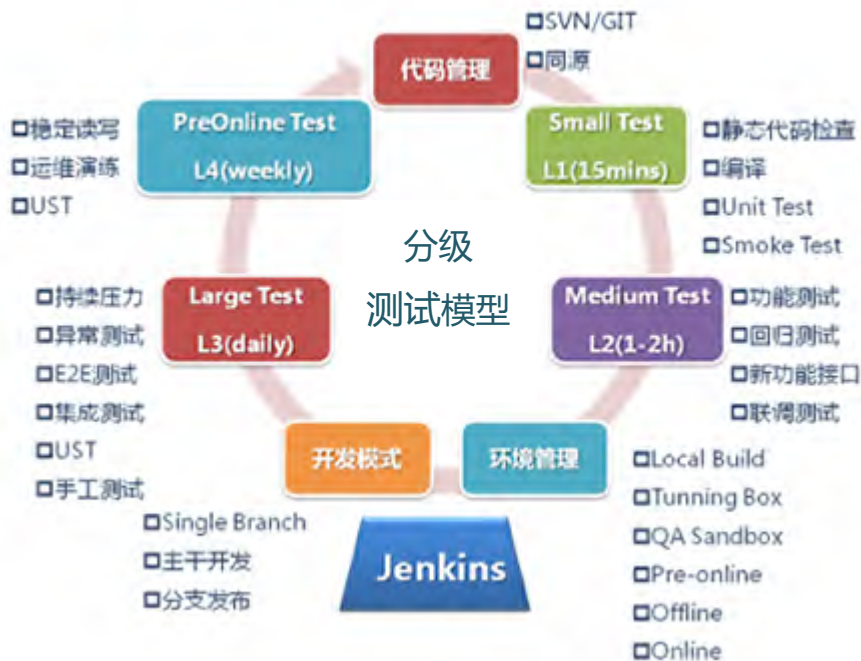 代码管理
□SVN/GIT
□同源
Small Test
L1(15mins)
□静态代码检查
□编译
□Unit Test
□Smoke Test
Medium Test
L2(1-2h)
□功能测试
□回归测试
□新功能接口
□联调测试
环境管理
□Local Build
□Tunning Box
□QA Sandbox
□Pre-online
□Offline
□Online
开发模式
□Single Branch
□主干开发
□分支发布
Large Test
L3(daily)
□持续压力
□异常测试
□E2E测试
□集成测试
□UST
□手工测试
PreOnline Test
L4(weekly)
□稳定读写
□运维演练
□UST
分级
测试模型
Jenkins